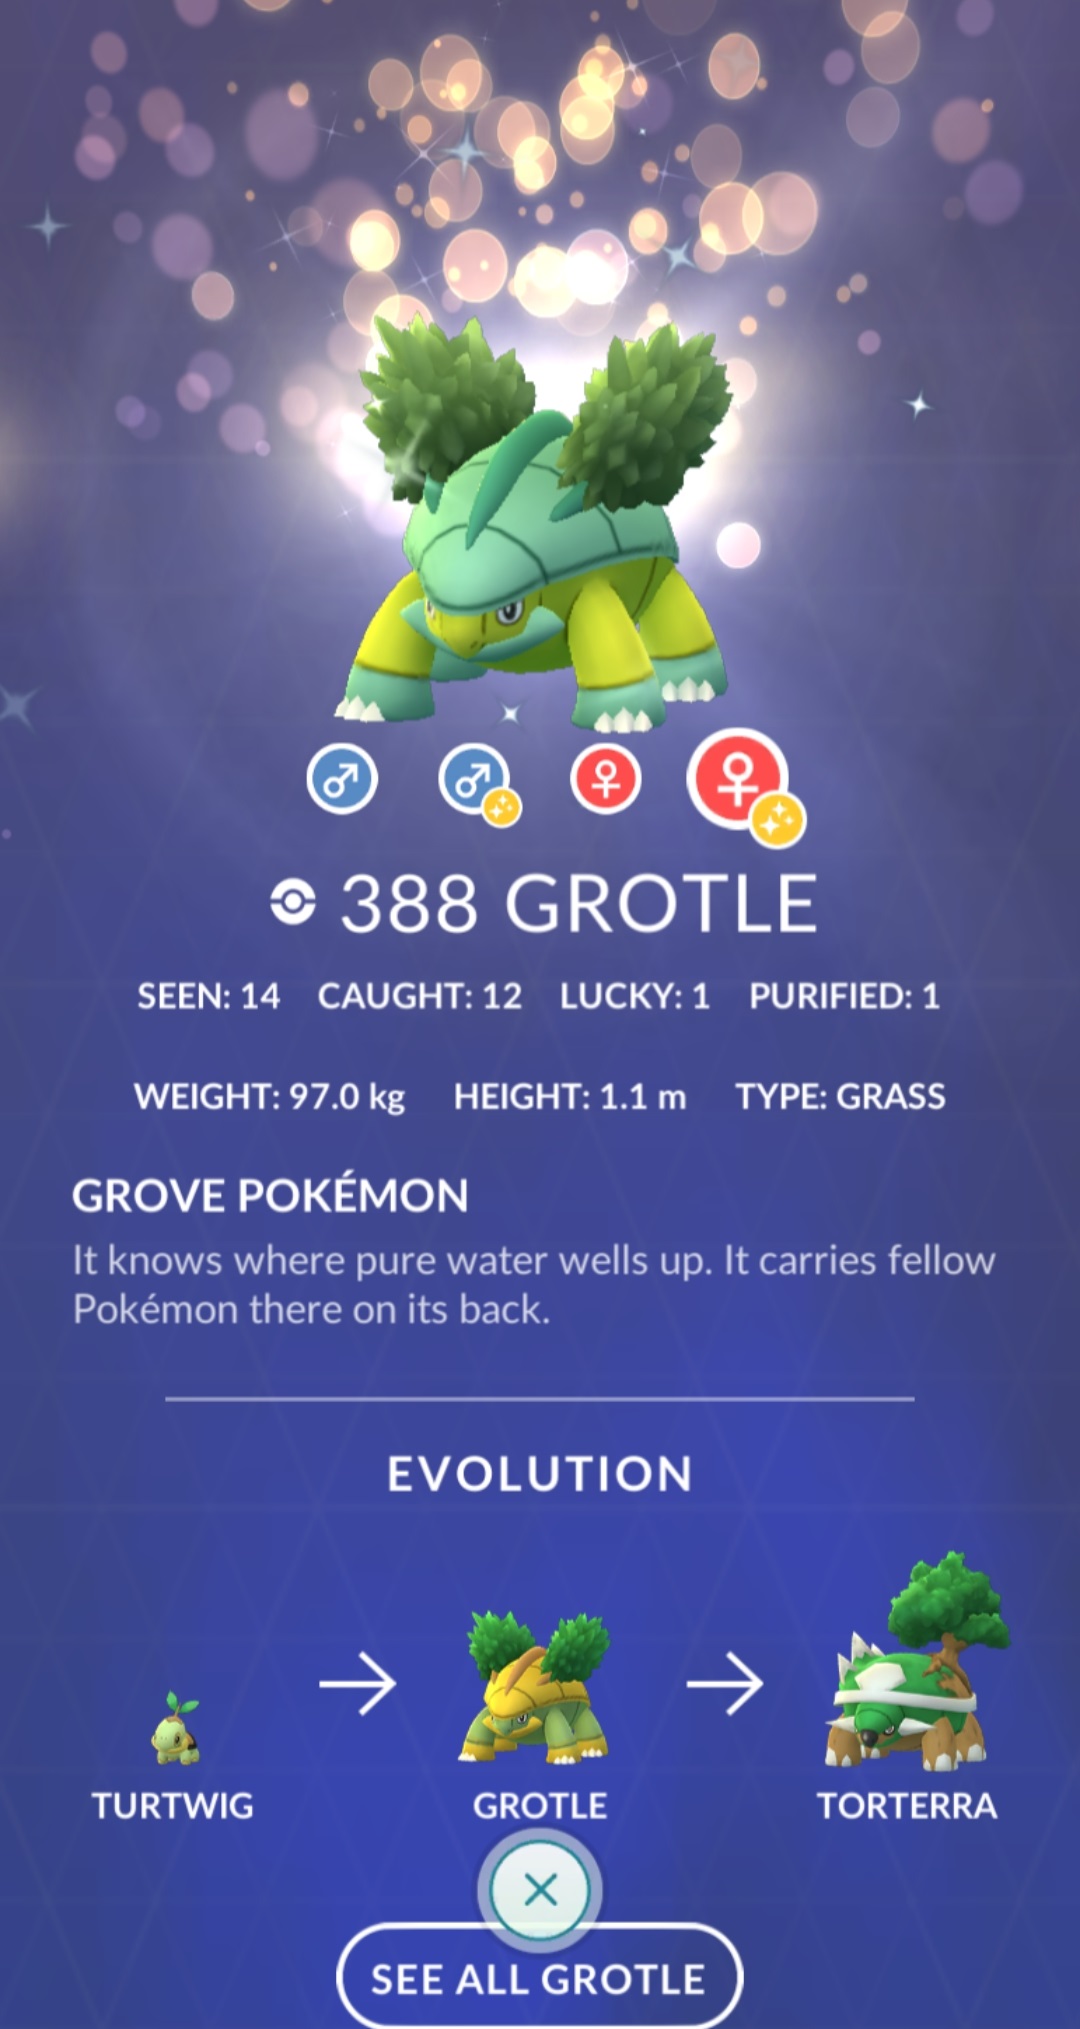 388 GROTLE
SEEN: 14 CAUGHT: 12 LUCKY: 1 PURIFIED: 1
WEIGHT: 97.0 kg HEIGHT: 1.1 m TYPE: GRASS
GROVE POKÉMON
It knows where pure water wells up. It carries fellow
Pokémon there on its back.
EVOLUTION
TURTWIG GROTLE TORTERRA
SEE ALL GROTLE